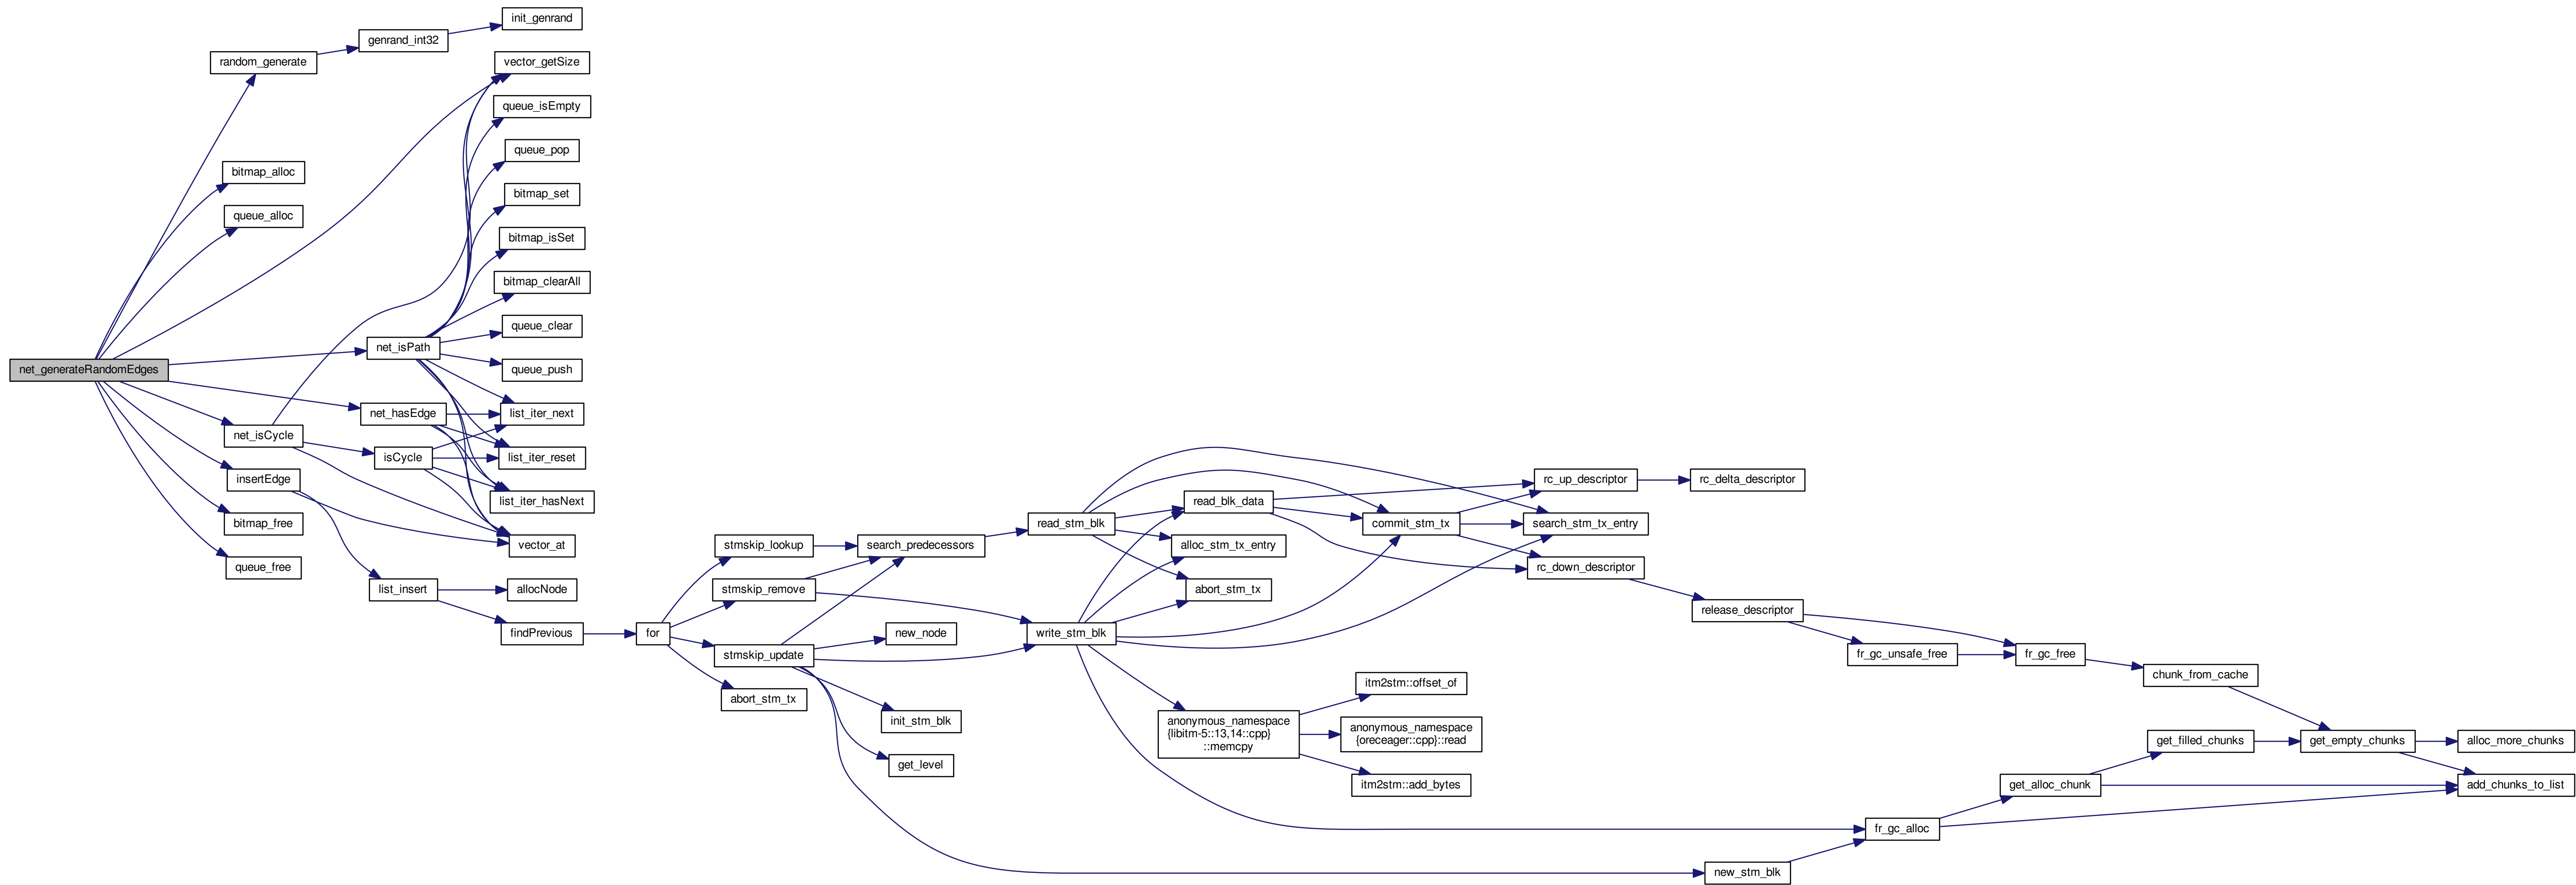 init_genrand
genrand_int32
random_generate
vector_getSize
queue_isEmpty
queue_pop
bitmap_alloc
bitmap_set
queue_alloc
bitmap_isSet
bitmap_clearAll
queue_clear
net_isPath
net_generateRandomEdges
queue_push
net_hasEdge
list_iter_next
net_isCycle
isCycle
list_iter_reset
insertEdge
list_iter_hasNext
bitmap_free
vector_at
queue_free
list_insert
allocNode
findPrevious
for
stmskip_lookup
stmskip_remove
stmskip_update
abort_stm_tx
search_predecessors
new_node
init_stm_blk
get_level
read_stm_blk
write_stm_blk
read_blk_data
alloc_stm_tx_entry
abort_stm_tx
anonymous_namespace
{libitm-5::13,14::cpp}
::memcpy
commit_stm_tx
itm2stm::offset_of
anonymous_namespace
{oreceager::cpp}::read
itm2stm::add_bytes
rc_up_descriptor
rc_delta_descriptor
search_stm_tx_entry
rc_down_descriptor
release_descriptor
fr_gc_unsafe_free
fr_gc_free
chunk_from_cache
get_filled_chunks
get_empty_chunks
alloc_more_chunks
get_alloc_chunk
add_chunks_to_list
fr_gc_alloc
new_stm_blk